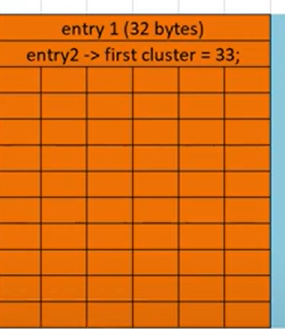 entry 1 (32 bytes)
entry2 -> first cluster = 33;